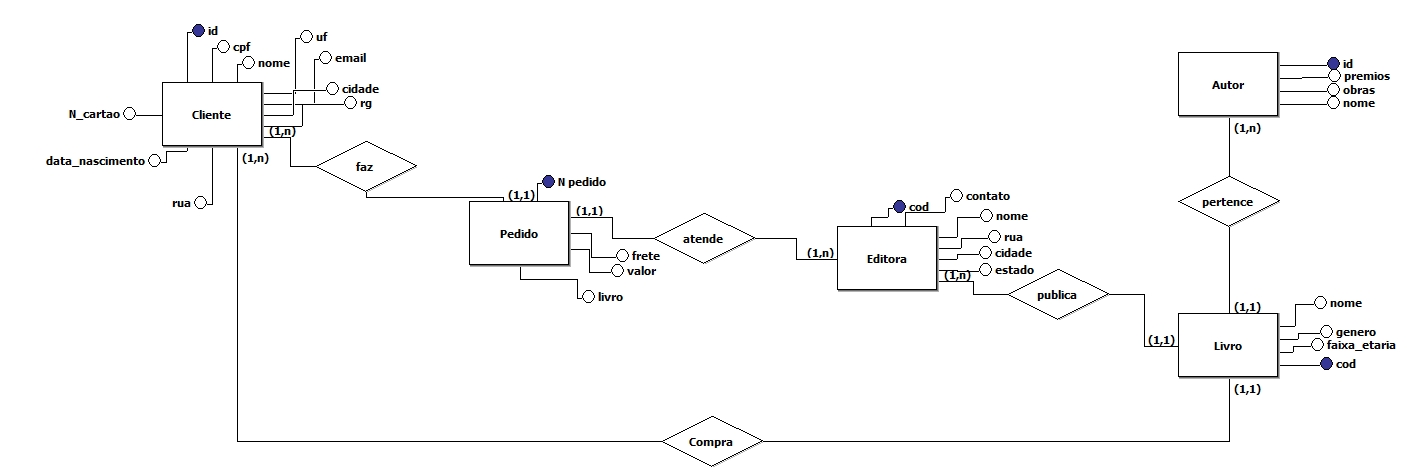 id
cpf
nome
uf
email
cidade
rg
N_cartao
Cliente
(1,n)
(1,n)
data_nascimento
rua
faz
(1,1)
N pedido
Pedido
(1,1)
frete
valor
livro
atende
(1,n)
cod
contato
nome
rua
cidade
estado
Editora
(1,n)
publica
(1,1)
Autor
id
premios
obras
nome
(1,n)
pertence
(1,1)
Livro
nome
genero
faixa_etaria
cod
(1,1)
Compra